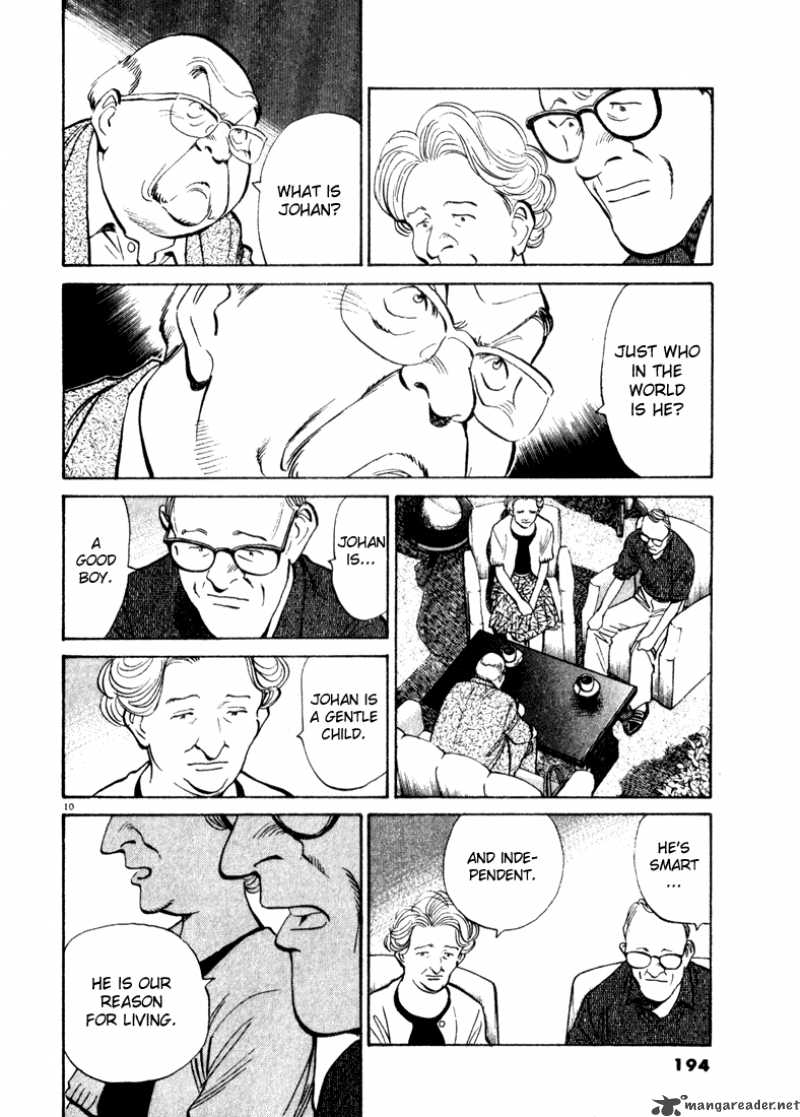 WHAT IS
JOHAN?
JUST WHO
IN THE
WORLD
IS HE?
JOHAN
IS...
A
GOOD
BOY.
JOHAN IS
A GENTLE
CHILD.
10
HE'S
SMART
...
AND INDE-
PENDENT.
HE IS OUR
REASON
FOR LIVING.
194
mangareader.net